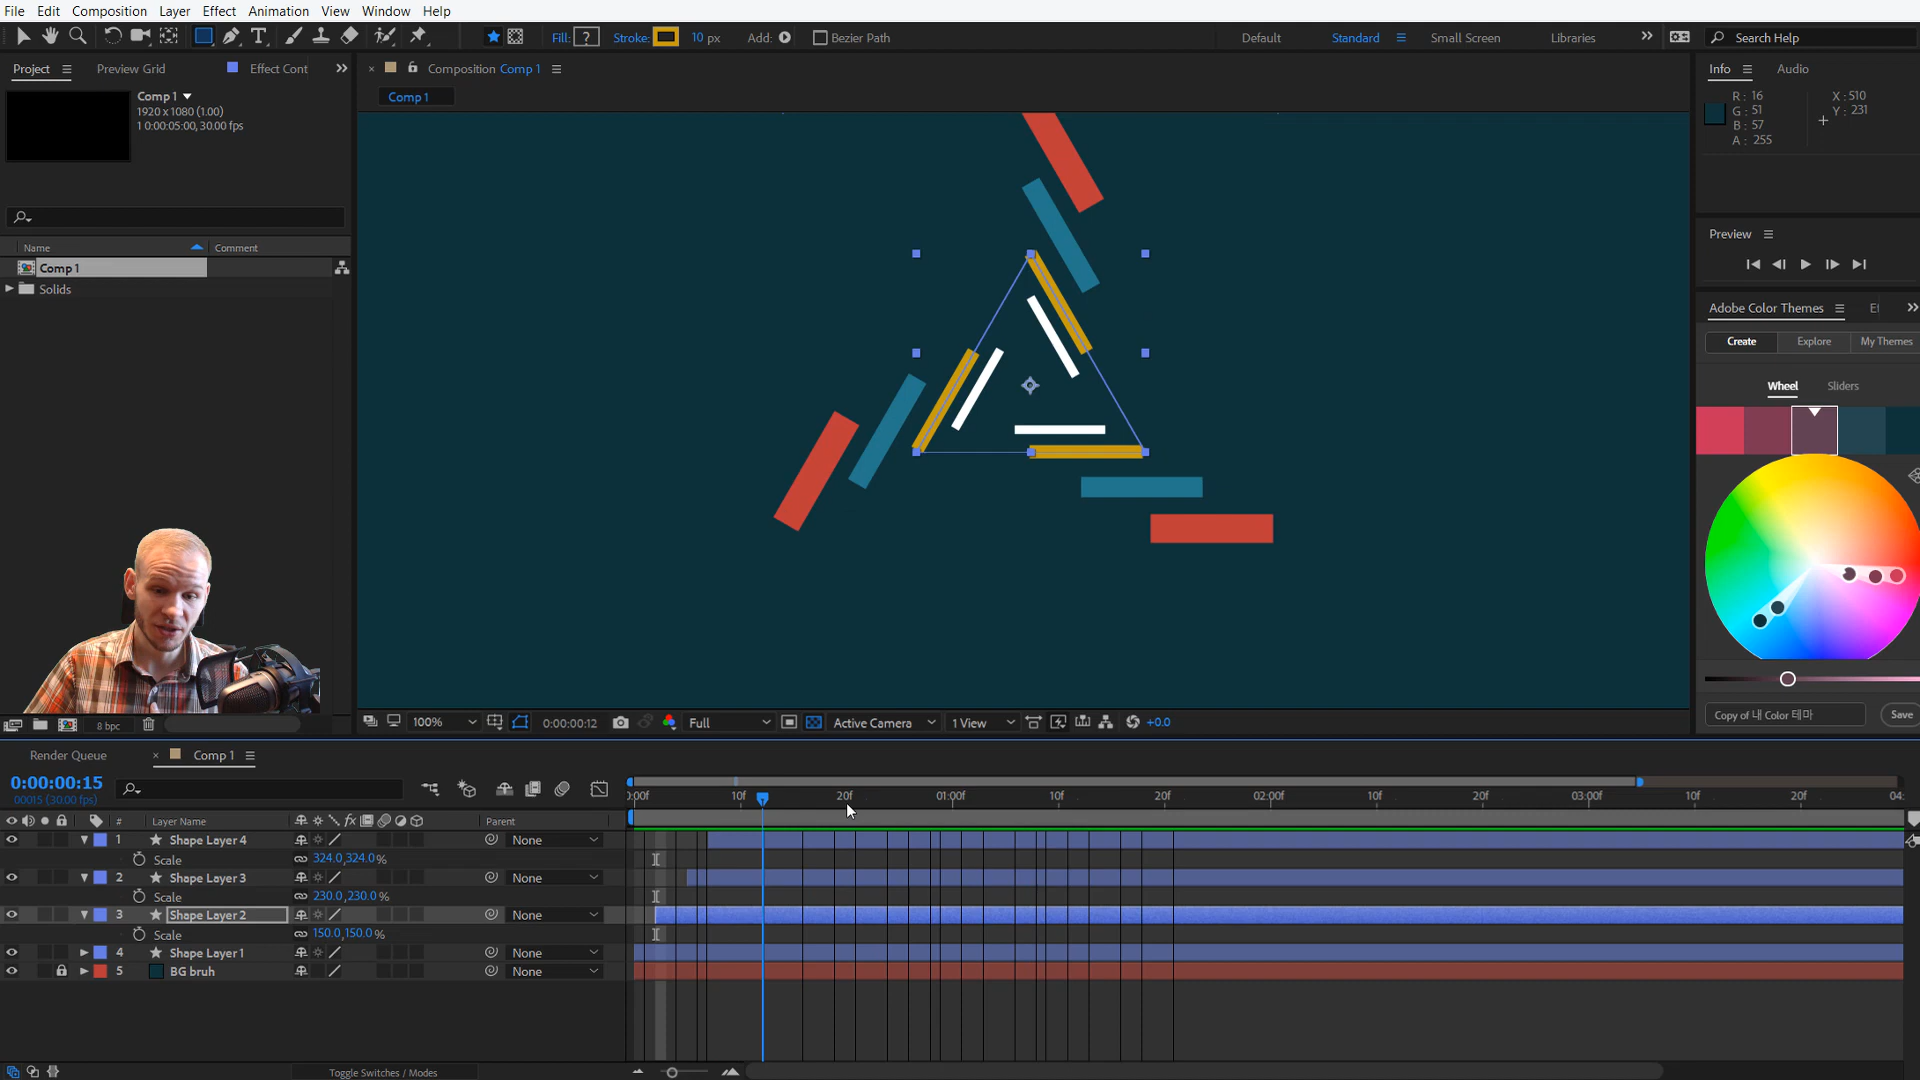 File Edit Composition Layer Effect Animation View Window Help
Fill: ? Stroke: 10 px Add: Bezier Path Default Standard Small Screen Libraries Search Help
Project Preview Grid Effect Cont Composition Comp 1 Info Audio
Comp 1
Comp 1
1920 x 1080 (1.00)
1 0:00:05:00, 30.00 fps)
R: 16
G: 51
B: 57
A: 255
X: 510
Y: 231
Name Comment
Comp 1
Solids
Preview
Adobe Color Themes
Create Explore My Themes
Wheel Sliders
Copy of 내 Color 테마 Save
8 bpc
100% 0:00:00:12 Full Active Camera 1 View +0.0
Render Queue Comp 1
0:00:00:15
00015 (30.00 fps)
:00f 10f 20f 01:00f 10f 20f 02:00f 10f 20f 03:00f 10f 20f 04:
# Layer Name fx Parent
1 Shape Layer 4 None
Scale 324.0,324.0%
2 Shape Layer 3 None
Scale 230.0,230.0%
3 Shape Layer 2 None
Scale 150.0,150.0%
4 Shape Layer 1 None
5 BG bruh None
Toggle Switches / Modes